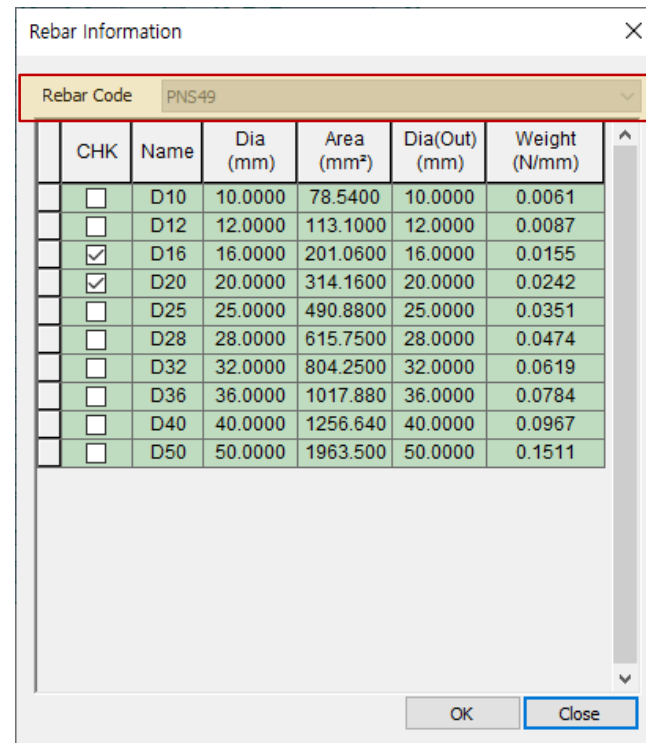 Rebar Information
Rebar Code PNS49
CHK Name Dia (mm) Area (mm²) Dia(Out) (mm) Weight (N/mm)
D10 10.0000 78.5400 10.0000 0.0061
D12 12.0000 113.1000 12.0000 0.0087
D16 16.0000 201.0600 16.0000 0.0155
D20 20.0000 314.1600 20.0000 0.0242
D25 25.0000 490.8800 25.0000 0.0351
D28 28.0000 615.7500 28.0000 0.0474
D32 32.0000 804.2500 32.0000 0.0619
D36 36.0000 1017.880 36.0000 0.0784
D40 40.0000 1256.640 40.0000 0.0967
D50 50.0000 1963.500 50.0000 0.1511
OK Close